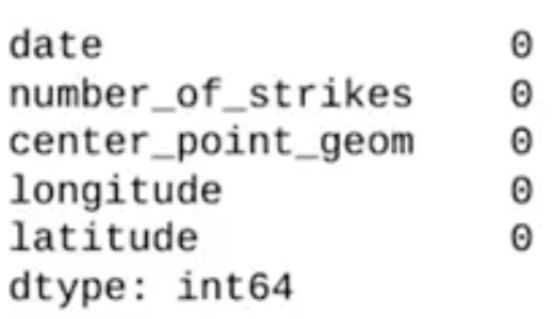 date 0
number_of_strikes 0
center_point_geom 0
longitude 0
latitude 0
dtype: int64